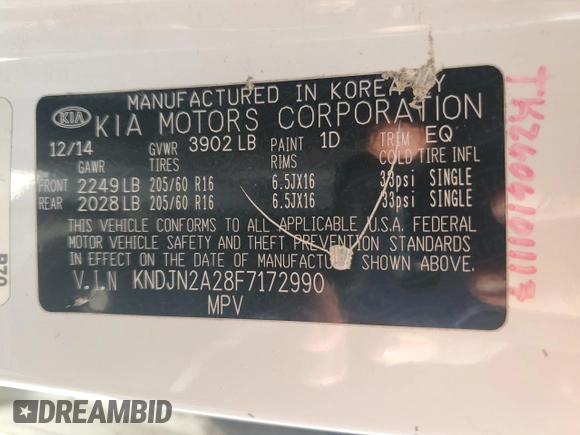 MANUFACTURED IN KOREA BY
KIA KIA MOTORS CORPORATION
12/14 GVWR 3902 LB PAINT 1D TRIM EQ
GAWR TIRES RIMS COLD TIRE INFL
FRONT 2249 LB 205/60 R16 6.5JX16 33psi SINGLE
REAR 2028 LB 205/60 R16 6.5JX16 33psi SINGLE
THIS VEHICLE CONFORMS TO ALL APPLICABLE U.S.A. FEDERAL
MOTOR VEHICLE SAFETY AND THEFT PREVENTION STANDARDS
IN EFFECT ON THE DATE OF MANUFACTURE SHOWN ABOVE.
V.I.N KNDJN2A28F7172990
MPV
DREAMBID